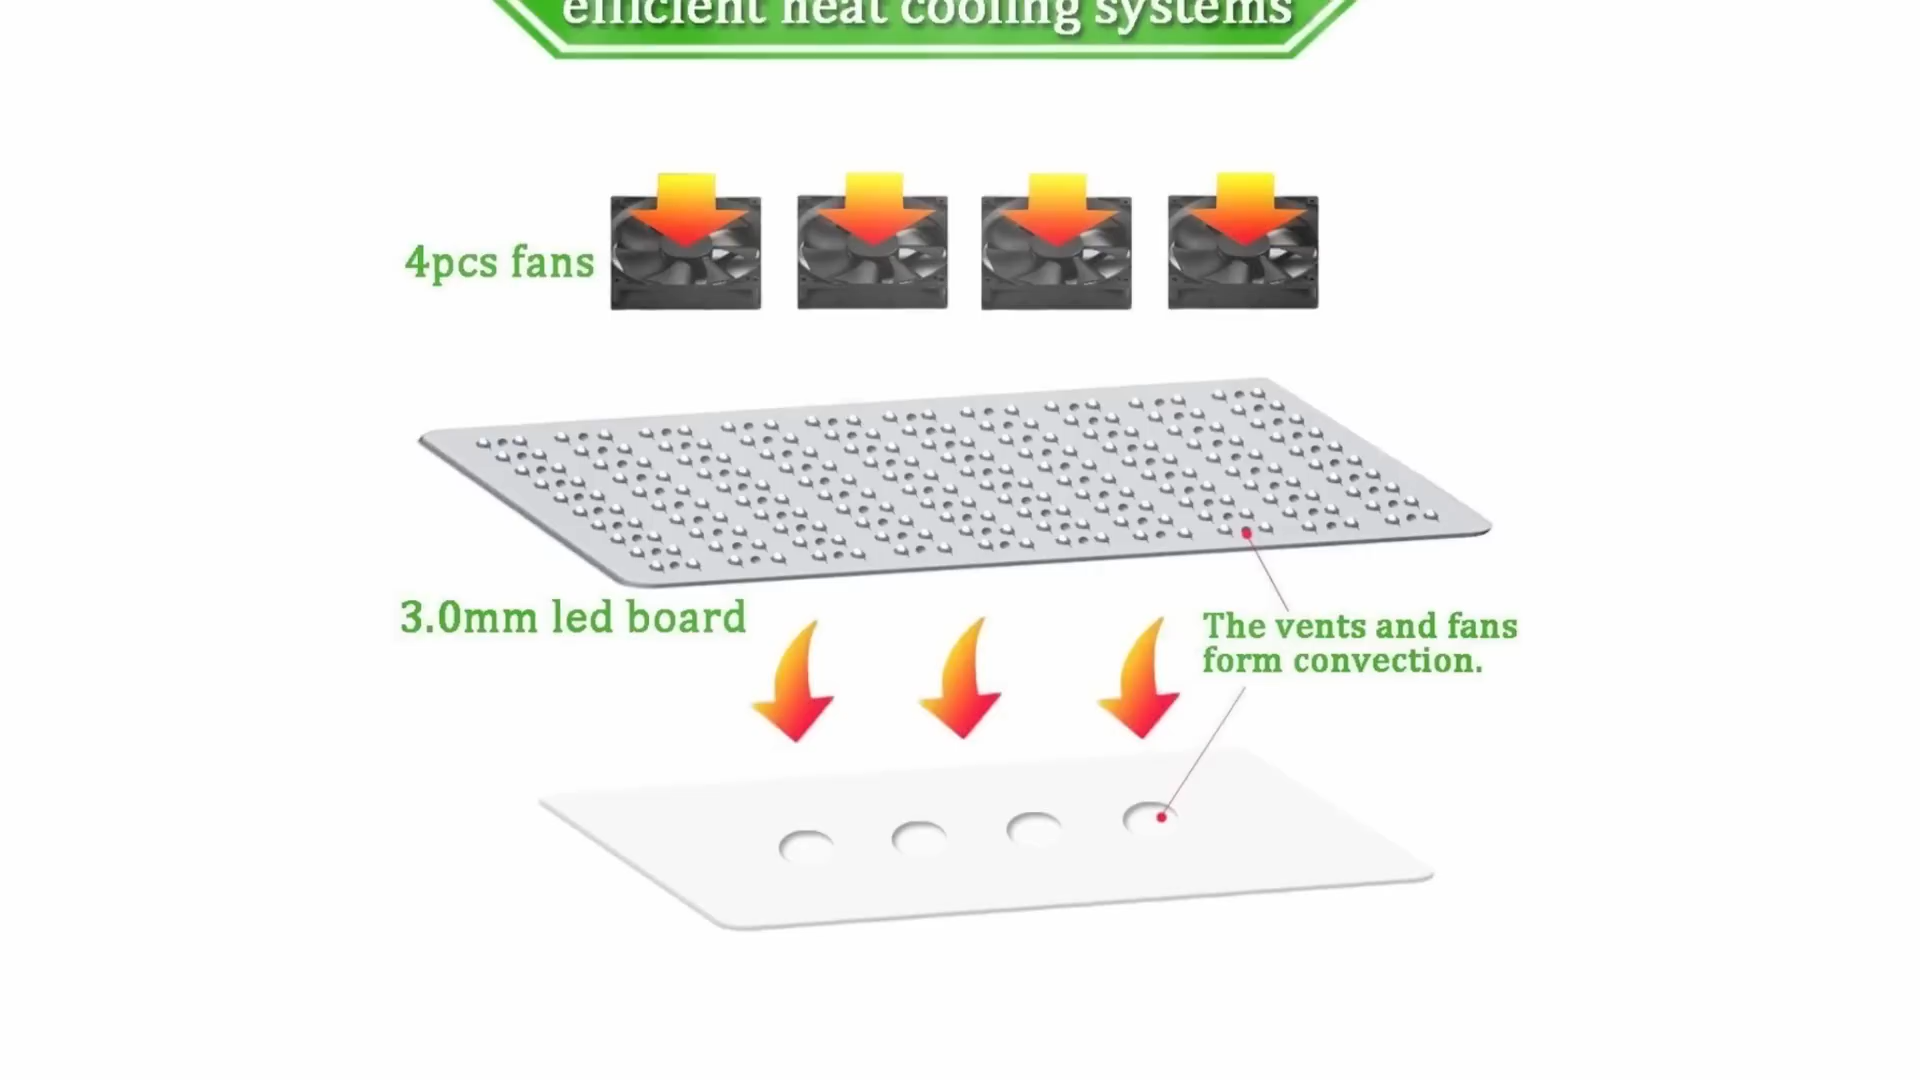 efficient heat cooling systems
4pcs fans
3.0mm led board
The vents and fans
form convection.